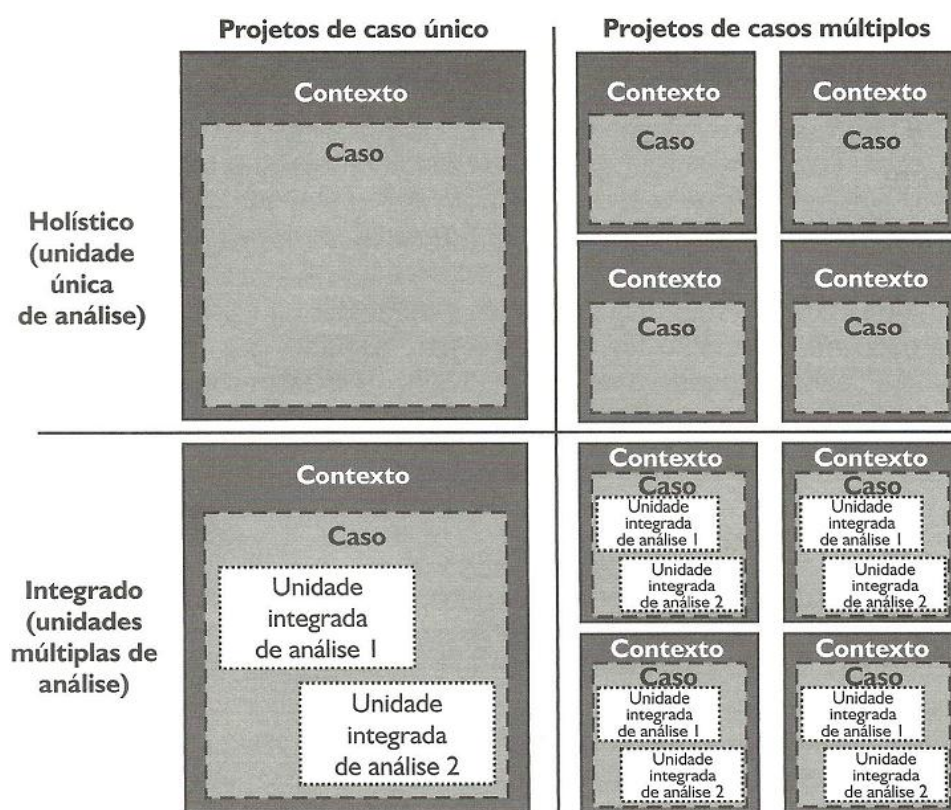 Projetos de caso único
Projetos de casos múltiplos
Holístico
(unidade
única
de análise)
Contexto
Caso
Contexto
Caso
Contexto
Caso
Contexto
Caso
Contexto
Caso
Integrado
(unidades
múltiplas de
análise)
Contexto
Caso
Unidade
integrada
de análise 1
Unidade
integrada
de análise 2
Contexto
Caso
Unidade
integrada
de análise 1
Unidade
integrada
de análise 2
Contexto
Caso
Unidade
integrada
de análise 1
Unidade
integrada
de análise 2
Contexto
Caso
Unidade
integrada
de análise 1
Unidade
integrada
de análise 2
Contexto
Caso
Unidade
integrada
de análise 1
Unidade
integrada
de análise 2